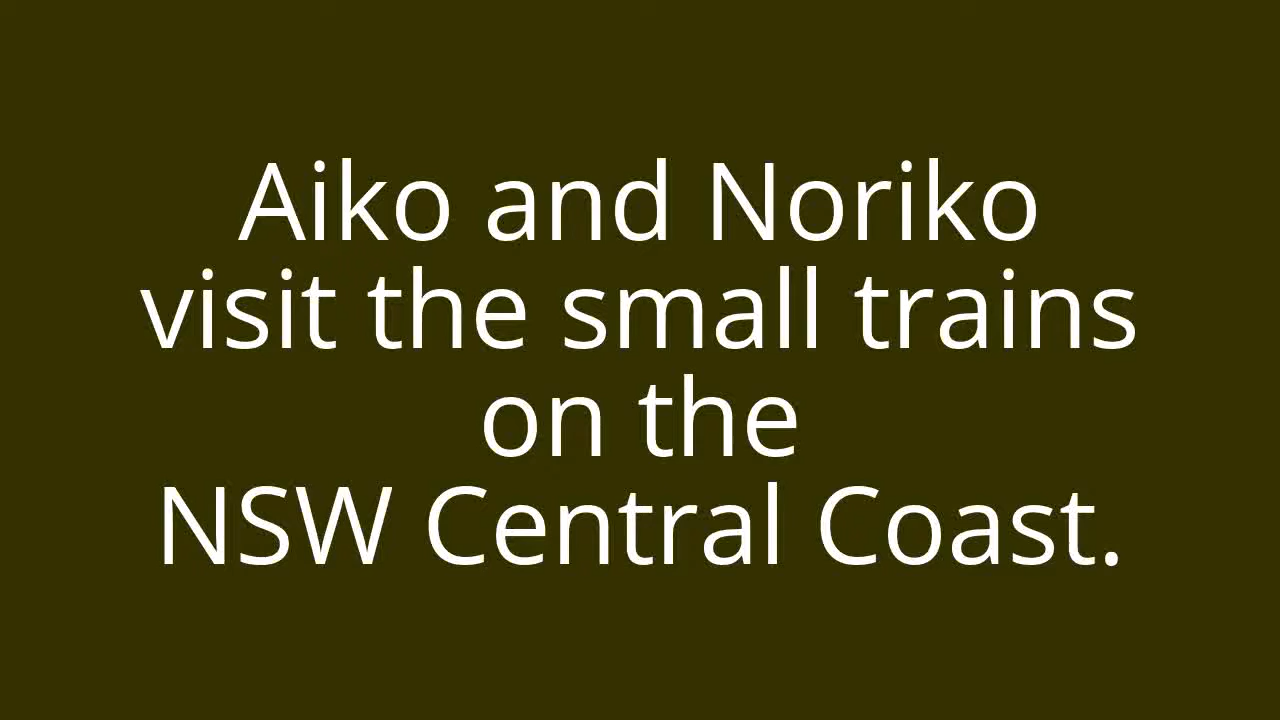 Aiko and Noriko
visit the small trains
on the
NSW Central Coast.